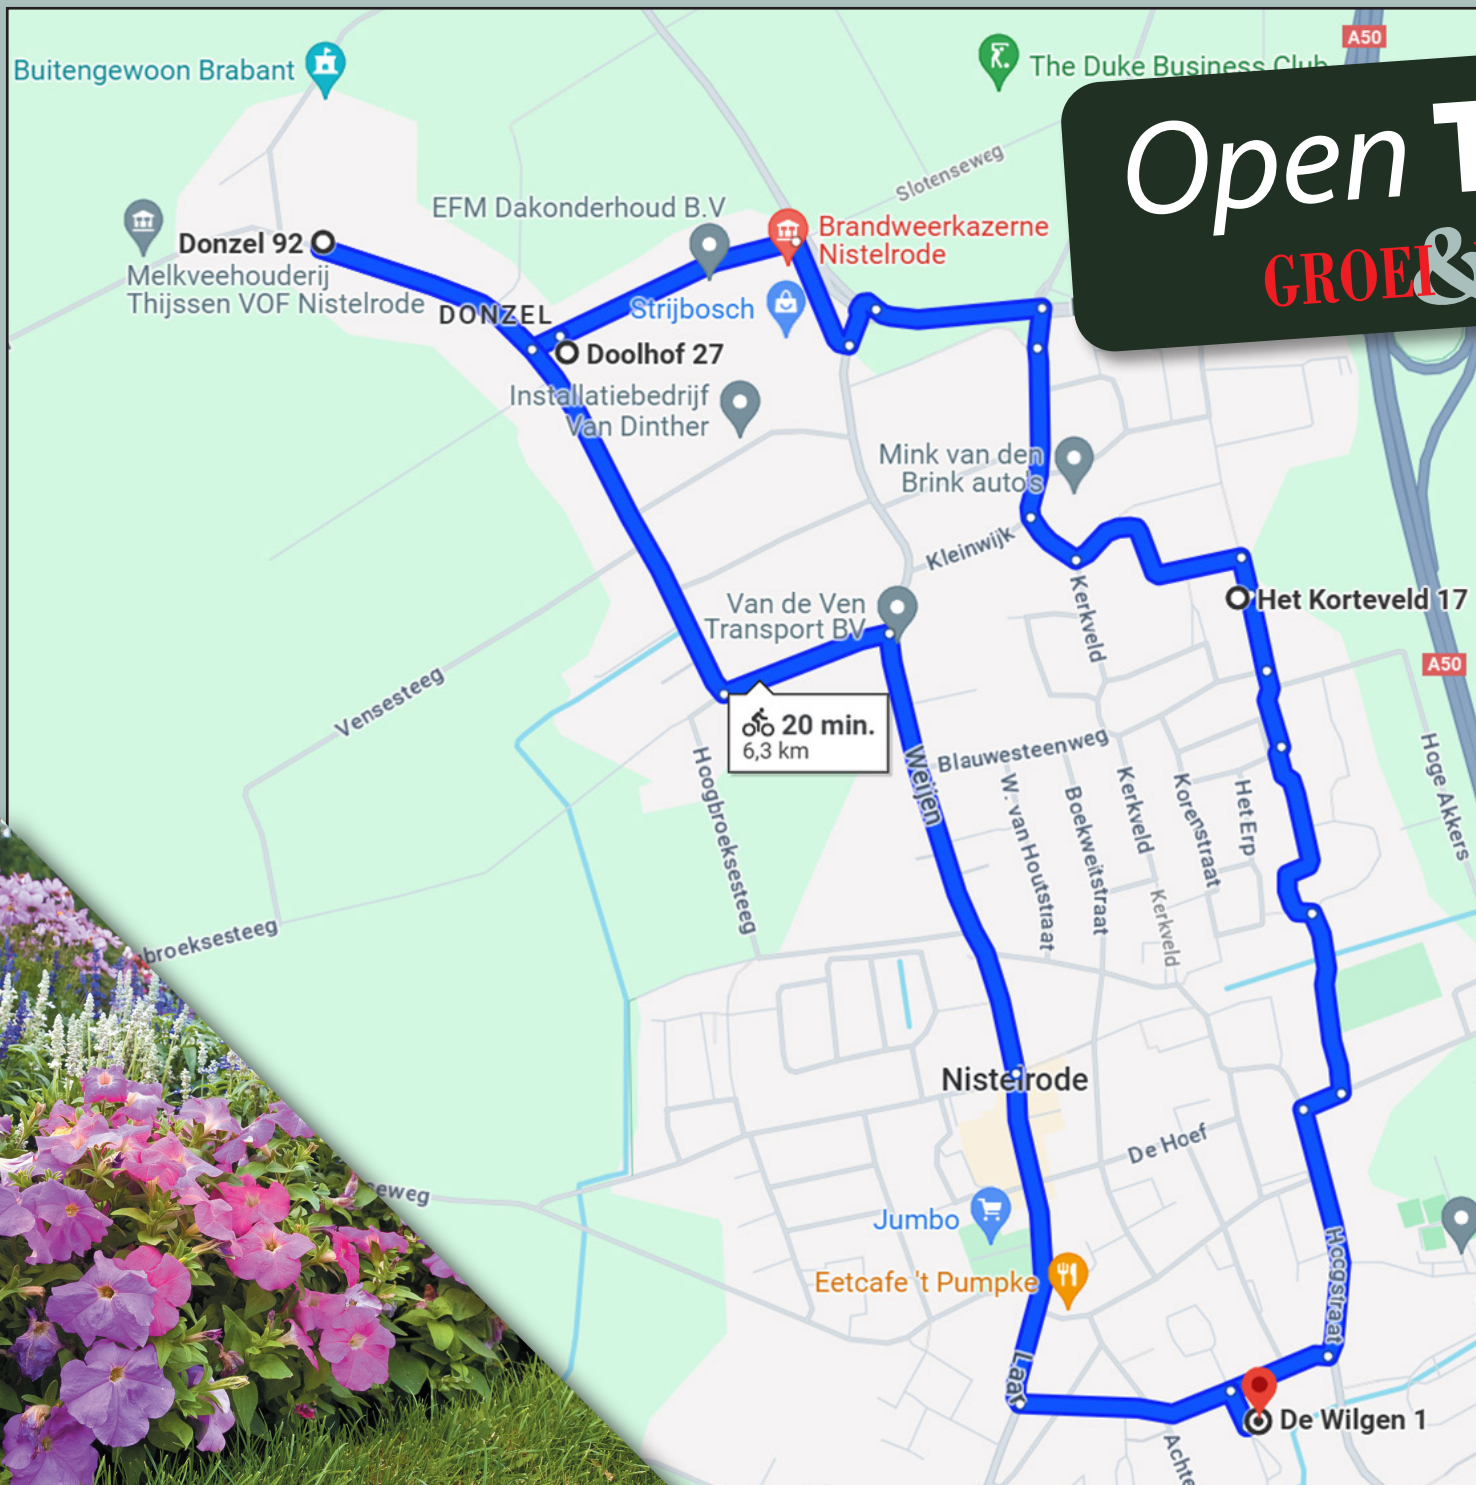 A50
Buitengewoon Brabant
The Duke Business Club
Open
GROEI&
Slotenseweg
EFM Dakonderhoud B.V
Brandweerkazerne
Nistelrode
Donzel 92
Melkveehouderij
Thijssen VOF Nistelrode
DONZEL
Strijbosch
Doolhof 27
Installatiebedrijf
Van Dinther
Mink van den
Brink auto's
Kleinwijk
Kerkveld
Van de Ven
Transport BV
Het Korteveld 17
A50
Vensesteeg
20 min.
6,3 km
Hoogbroeksesteeg
Weijen
Blauwesteenweg
W. van Houtstraat
Boekweitstraat
Kerkveld
Korenstraat
Het Erp
Hoge Akkers
Kerkveld
broeksesteeg
Nistelrode
De Hoef
seweg
Jumbo
Eetcafe 't Pumpke
Hoogstraat
Laar
De Wilgen 1
Achte